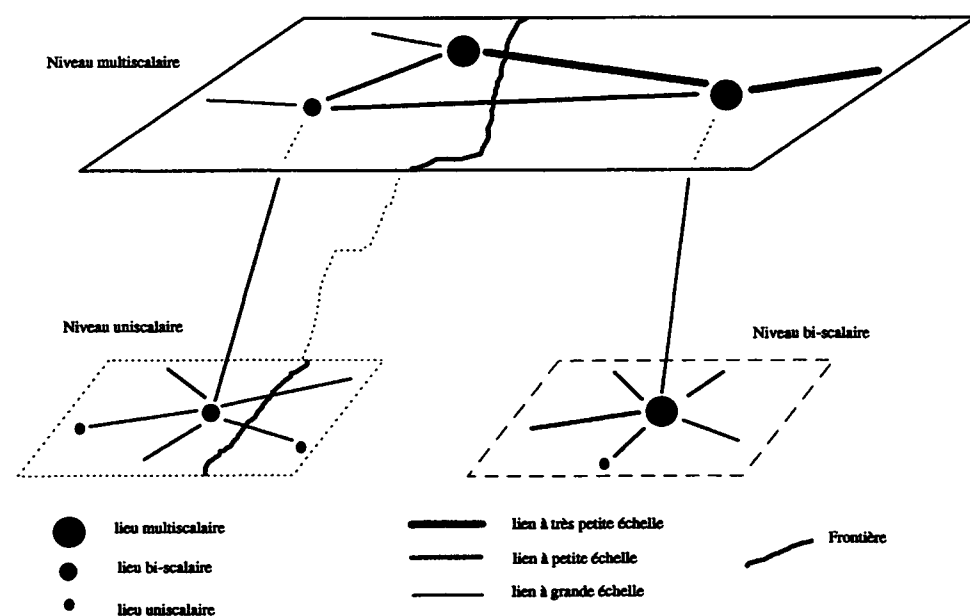 Niveau multiscalaire
Niveau uniscalaire
Niveau bi-scalaire
lieu multiscalaire
lieu bi-scalaire
lieu uniscalaire
lien à très petite échelle
lien à petite échelle
lien à grande échelle
Frontière